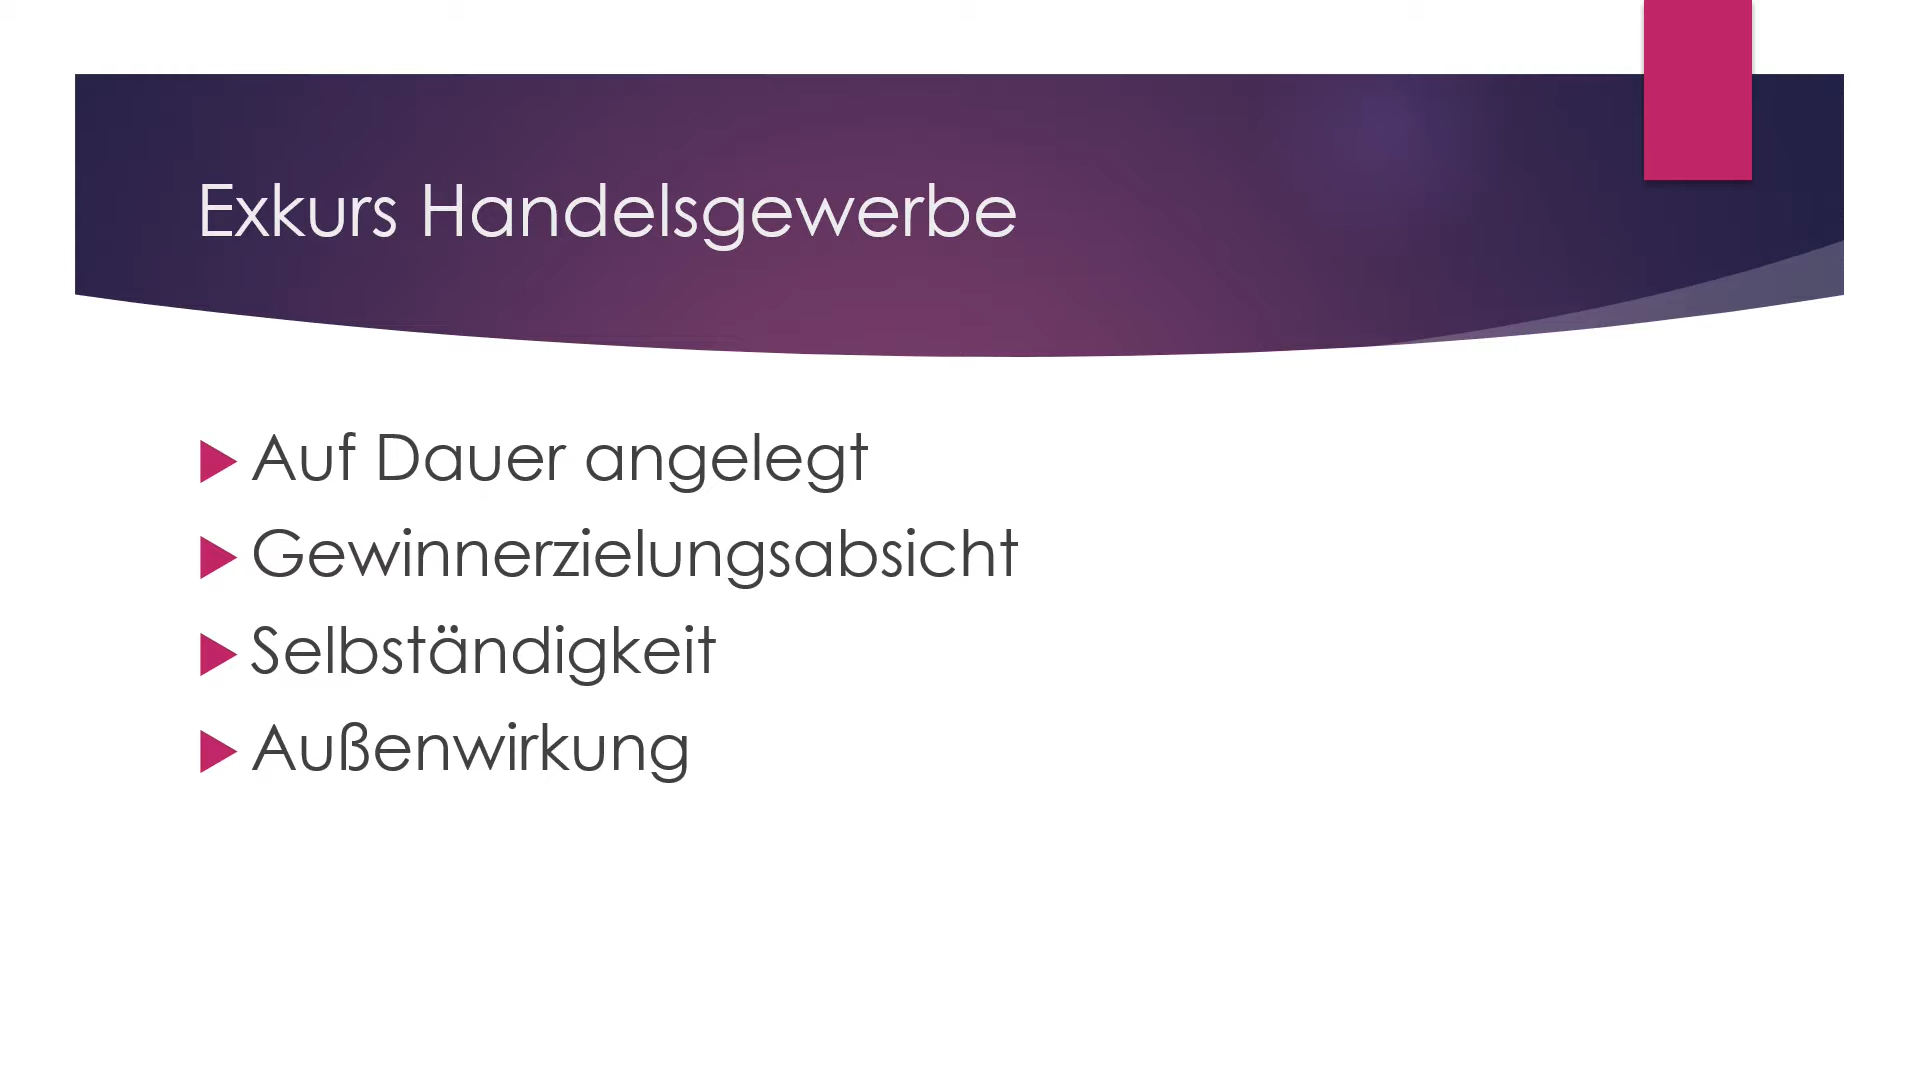 Exkurs Handelsgewerbe
Auf Dauer angelegt
Gewinnerzielungsabsicht
Selbständigkeit
Außenwirkung